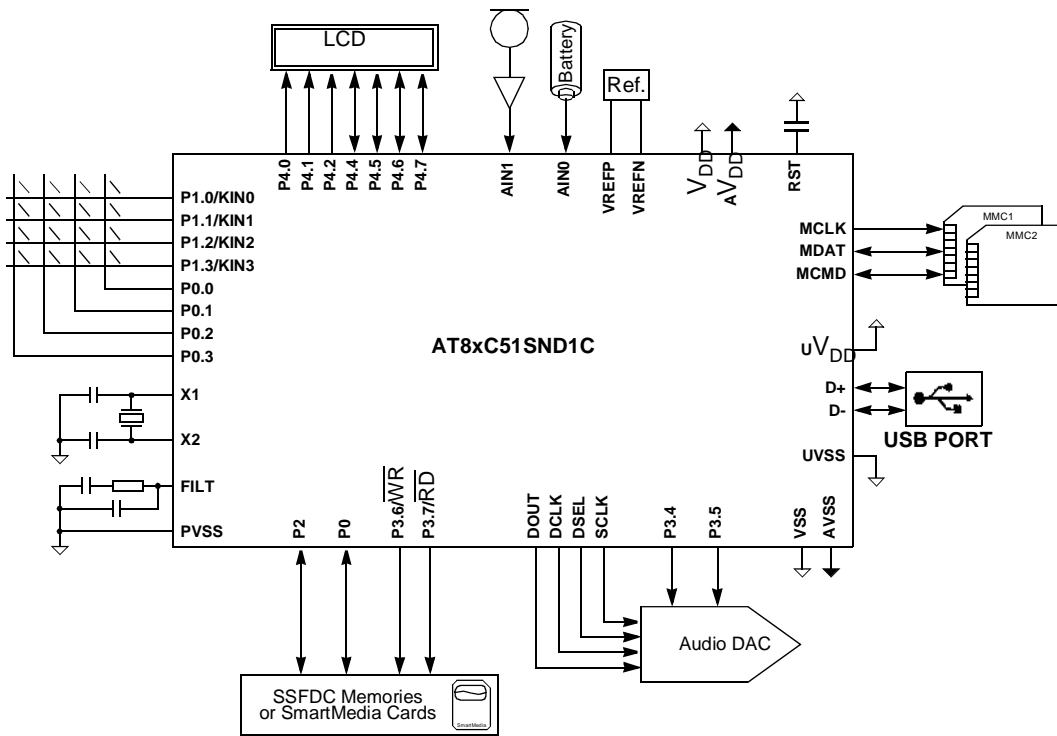 LCD
Battery
Ref.
P4.0
P4.1
P4.2
P4.4
P4.5
P4.6
P4.7
AIN1
AIN0
VREFP
VREFN
VDD
AVDD
RST
P1.0/KIN0
P1.1/KIN1
P1.2/KIN2
P1.3/KIN3
P0.0
P0.1
P0.2
P0.3
X1
X2
FILT
PVSS
AT8xC51SND1C
MCLK
MDAT
MCMD
MMC1
MMC2
UVDD
D+
D-
USB PORT
UVSS
P2
P0
P3.6/WR
P3.7/RD
DOUT
DCLK
DSEL
SCLK
P3.4
P3.5
VSS
AVSS
Audio DAC
SSFDC Memories
or SmartMedia Cards
SmartMedia